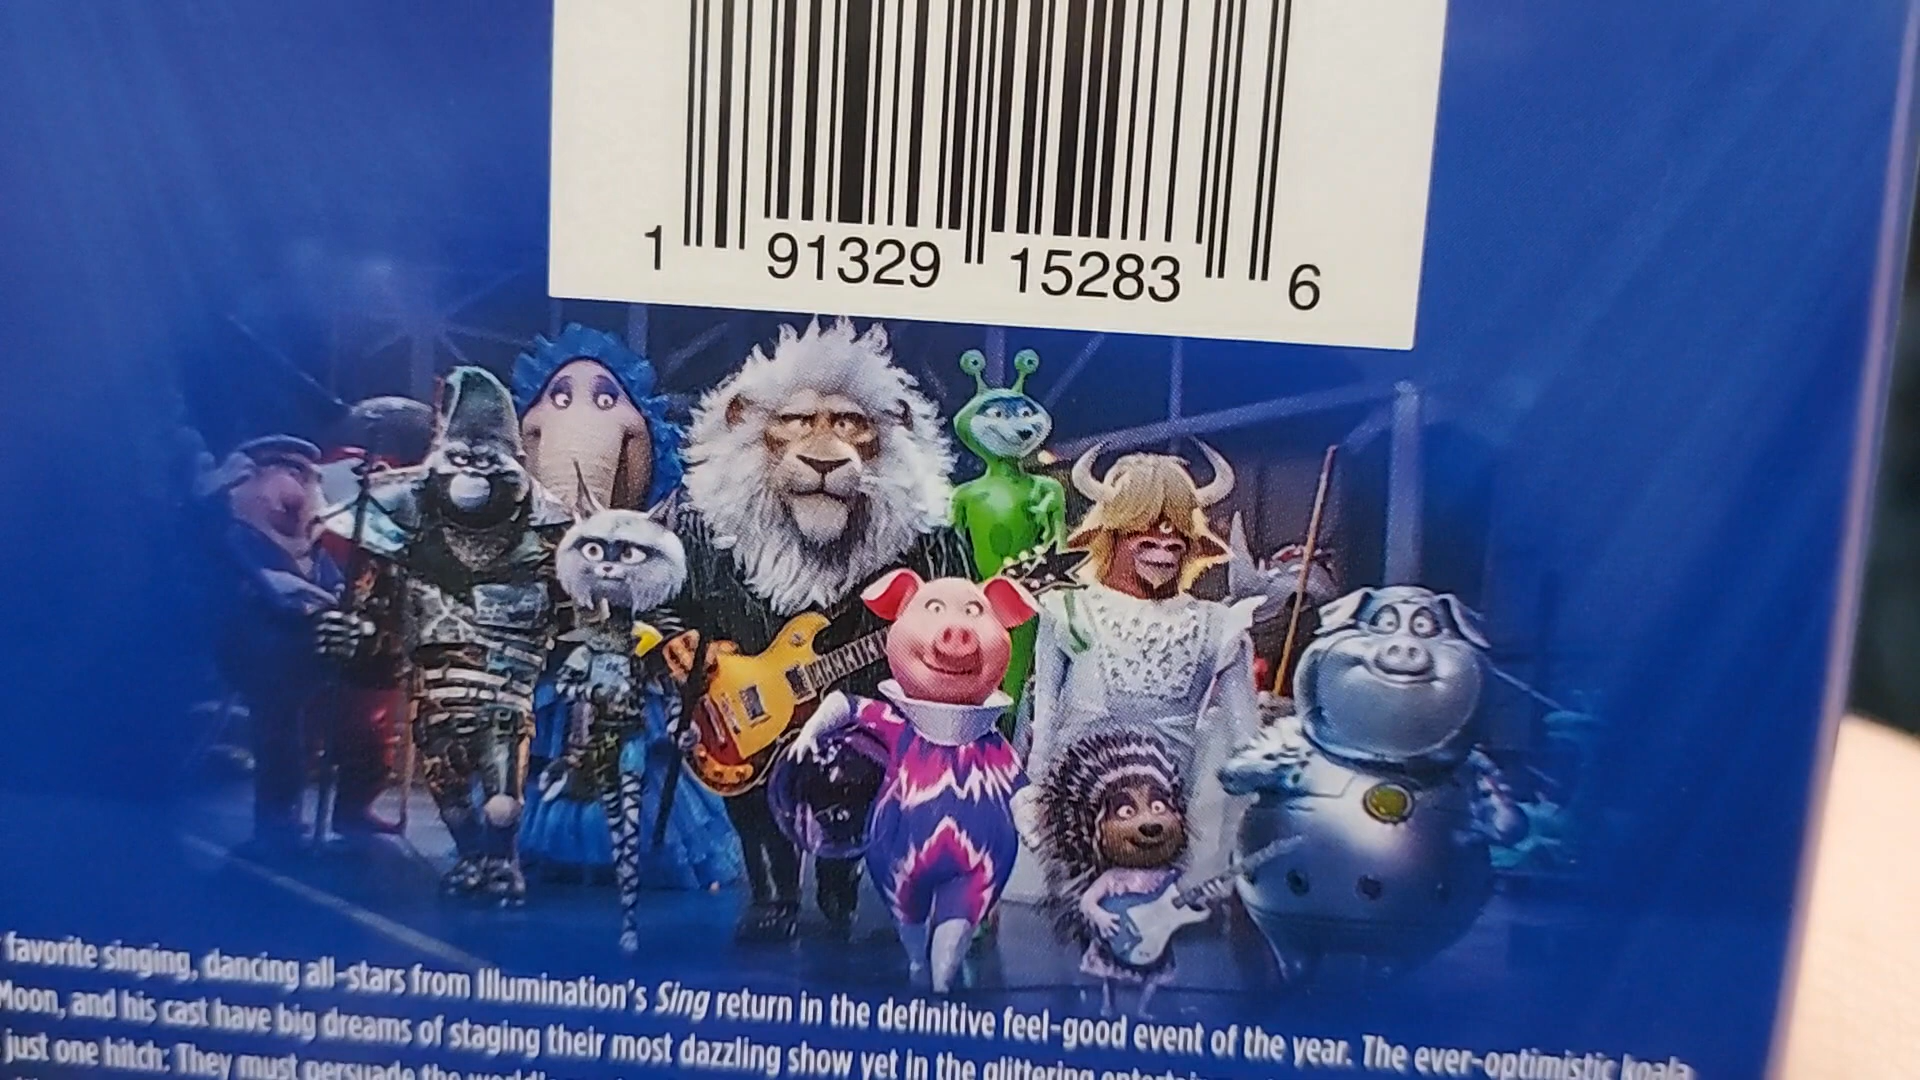 1 91329 15283 6
favorite singing, dancing all-stars from Illumination's Sing return in the definitive feel-good event of the year. The ever-optimistic koala
Moon, and his cast have big dreams of staging their most dazzling show yet in the glittering
just one hitch: They must persuade the